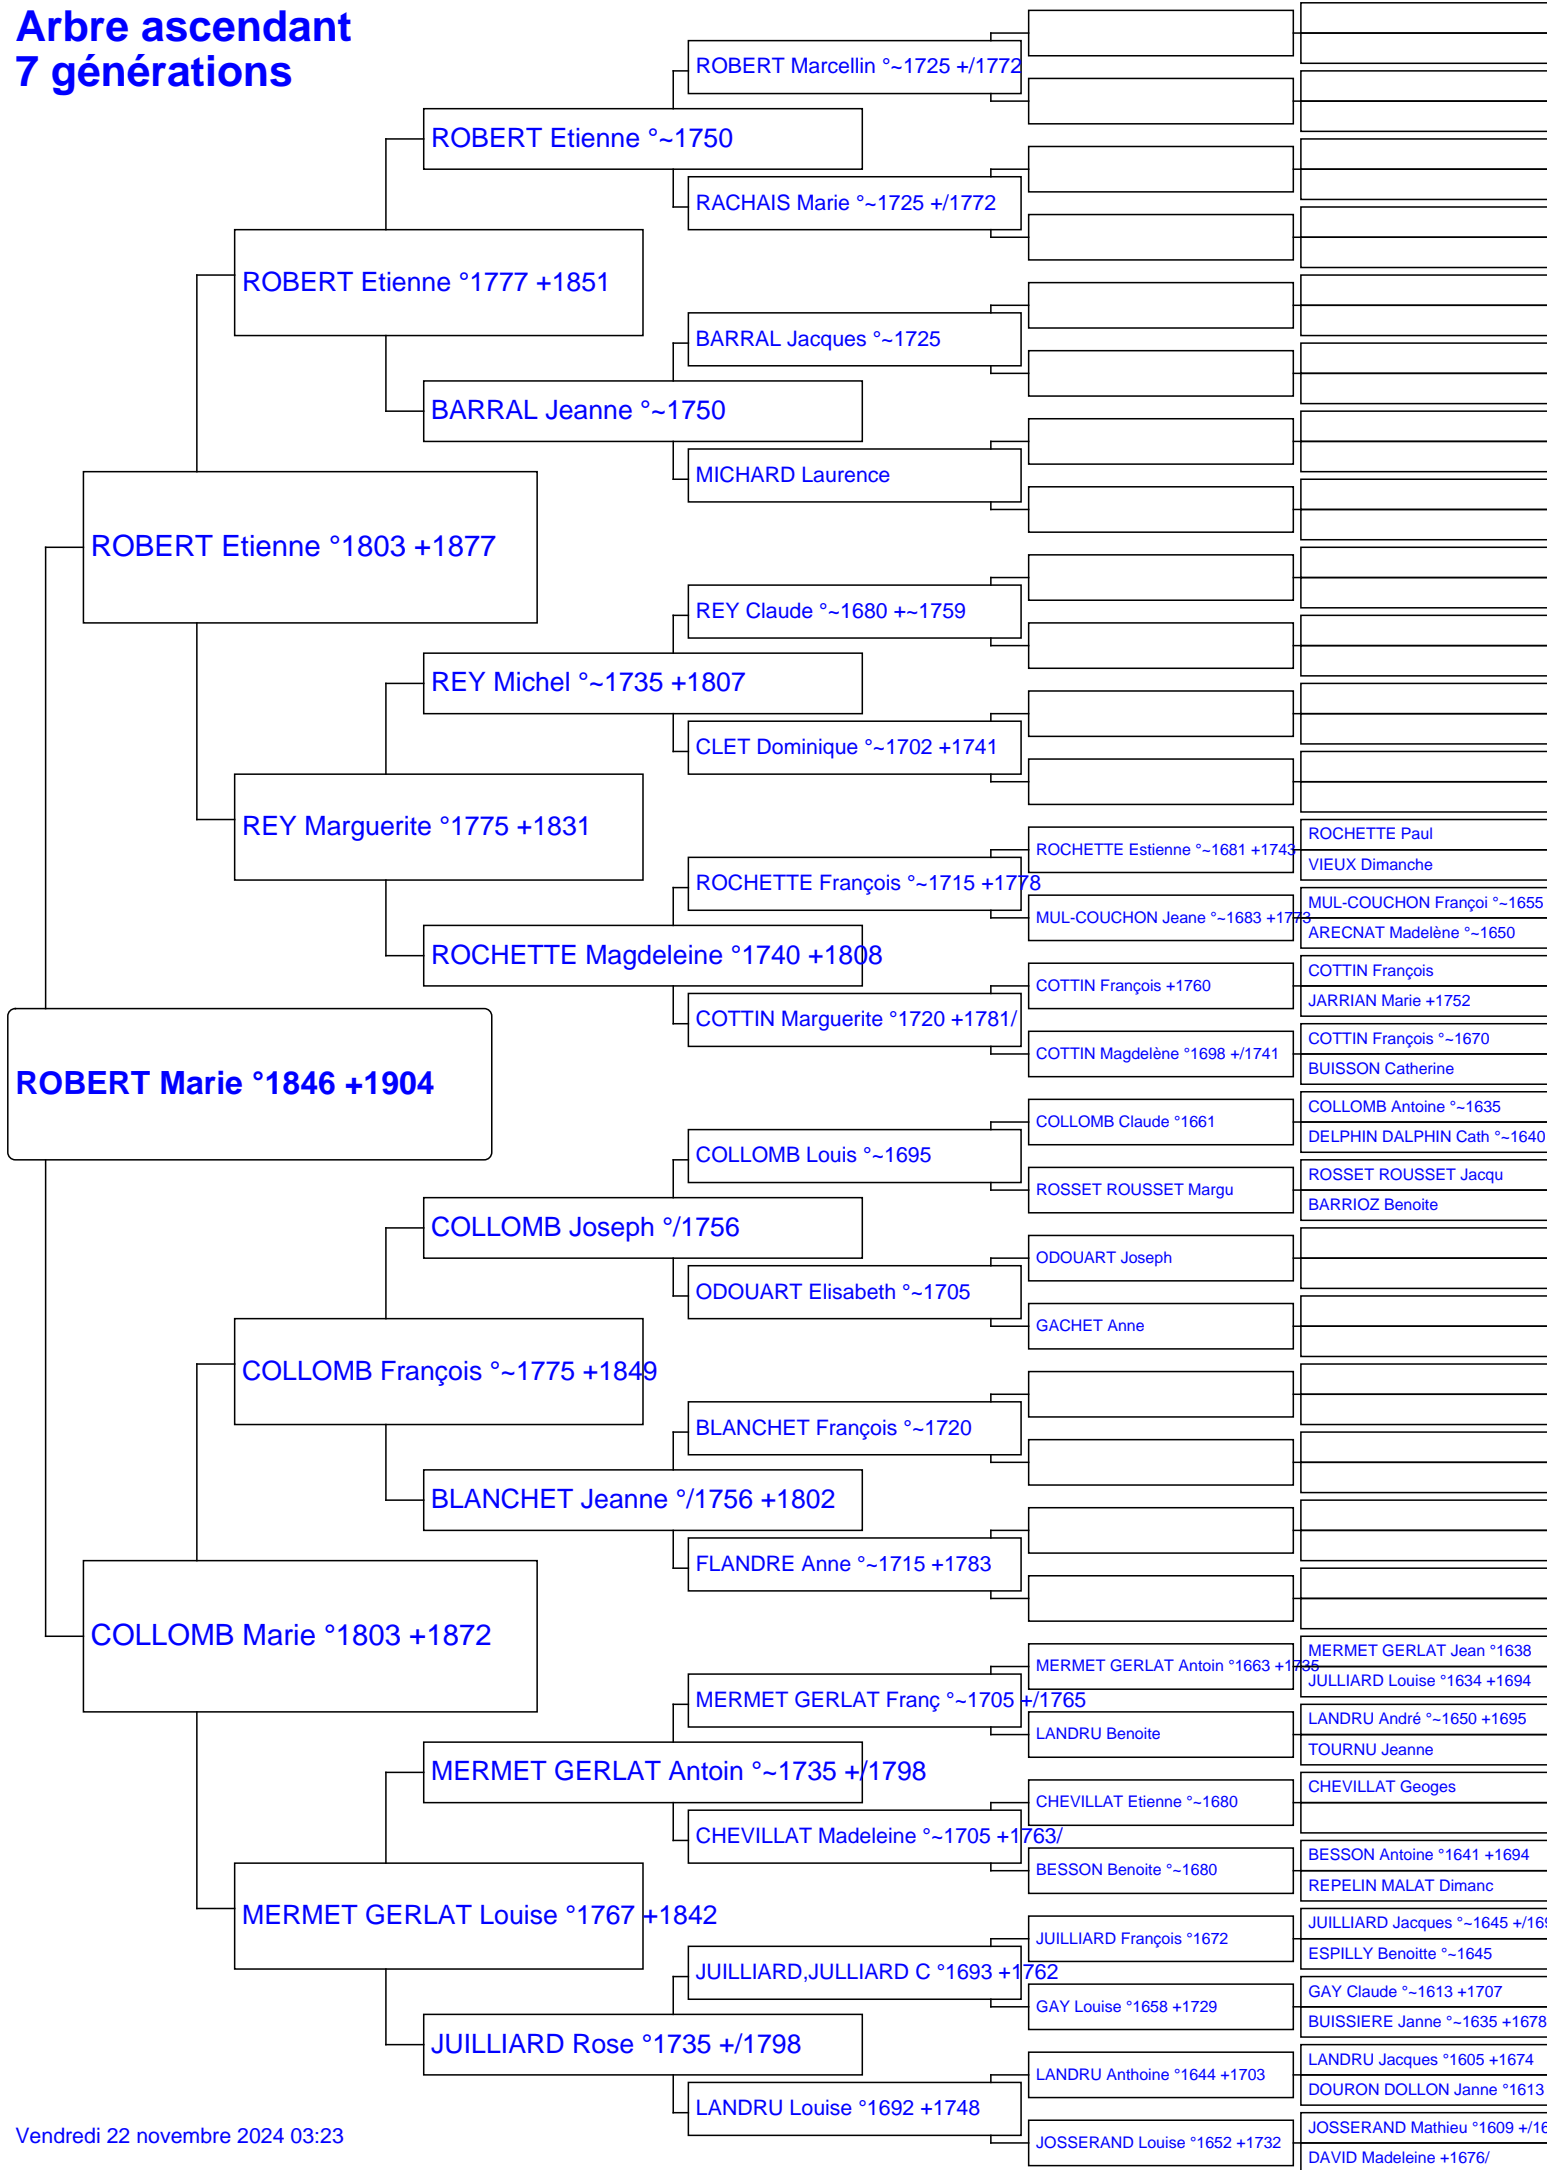 Arbre ascendant
7 générations
ROBERT Marie °1846 +1904
ROBERT Etienne °1803 +1877
COLLOMB Marie °1803 +1872
ROBERT Etienne °1777 +1851
REY Marguerite °1775 +1831
COLLOMB François °~1775 +1849
MERMET GERLAT Louise °1767 +1842
ROBERT Etienne °~1750
BARRAL Jeanne °~1750
REY Michel °~1735 +1807
ROCHETTE Magdeleine °1740 +1808
COLLOMB Joseph °/1756
BLANCHET Jeanne °/1756 +1802
MERMET GERLAT Antoin °~1735 +/1798
JUILLIARD Rose °1735 +/1798
ROBERT Marcellin °~1725 +/1772
RACHAIS Marie °~1725 +/1772
BARRAL Jacques °~1725
MICHARD Laurence
REY Claude °~1680 +~1759
CLET Dominique °~1702 +1741
ROCHETTE François °~1715 +1778
COTTIN Marguerite °1720 +1781/
COLLOMB Louis °~1695
ODOUART Elisabeth °~1705
BLANCHET François °~1720
FLANDRE Anne °~1715 +1783
MERMET GERLAT Franç °~1705 +/1765
CHEVILLAT Madeleine °~1705 +1763/
JUILLIARD,JULLIARD C °1693 +1762
LANDRU Louise °1692 +1748
ROCHETTE Estienne °~1681 +1743
MUL-COUCHON Jeane °~1683 +1773
COTTIN François +1760
COTTIN Magdelène °1698 +/1741
COLLOMB Claude °1661
ROSSET ROUSSET Margu
ODOUART Joseph
GACHET Anne
MERMET GERLAT Antoin °1663 +1735
LANDRU Benoite
CHEVILLAT Etienne °~1680
BESSON Benoite °~1680
JUILLIARD François °1672
GAY Louise °1658 +1729
LANDRU Anthoine °1644 +1703
JOSSERAND Louise °1652 +1732
ROCHETTE Paul
VIEUX Dimanche
MUL-COUCHON Françoi °~1655
ARECNAT Madelène °~1650
COTTIN François
JARRIAN Marie +1752
COTTIN François °~1670
BUISSON Catherine
COLLOMB Antoine °~1635
DELPHIN DALPHIN Cath °~1640
ROSSET ROUSSET Jacqu
BARRIOZ Benoite
MERMET GERLAT Jean °1638
JULLIARD Louise °1634 +1694
LANDRU André °~1650 +1695
TOURNU Jeanne
CHEVILLAT Geoges
BESSON Antoine °1641 +1694
REPELIN MALAT Dimanc
JUILLIARD Jacques °~1645
ESPILLY Benoitte °~1645
GAY Claude °~1613 +1707
BUISSIERE Janne °~1635 +1678
LANDRU Jacques °1605 +1674
DOURON DOLLON Janne °1613
JOSSERAND Mathieu °1609
DAVID Madeleine +1676/
Vendredi 22 novembre 2024 03:23